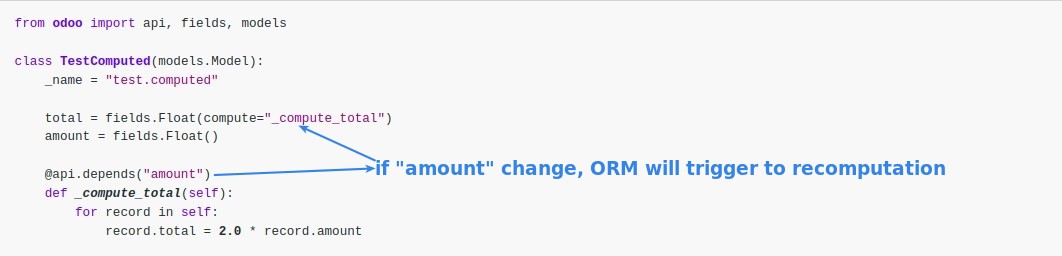 from odoo import api, fields, models
class TestComputed(models.Model):
_name = "test.computed"
total = fields.Float(compute="_compute_total")
amount = fields.Float()
@api.depends("amount")
if "amount" change, ORM will trigger to recomputation
def _compute_total(self):
for record in self:
record.total = 2.0 * record.amount